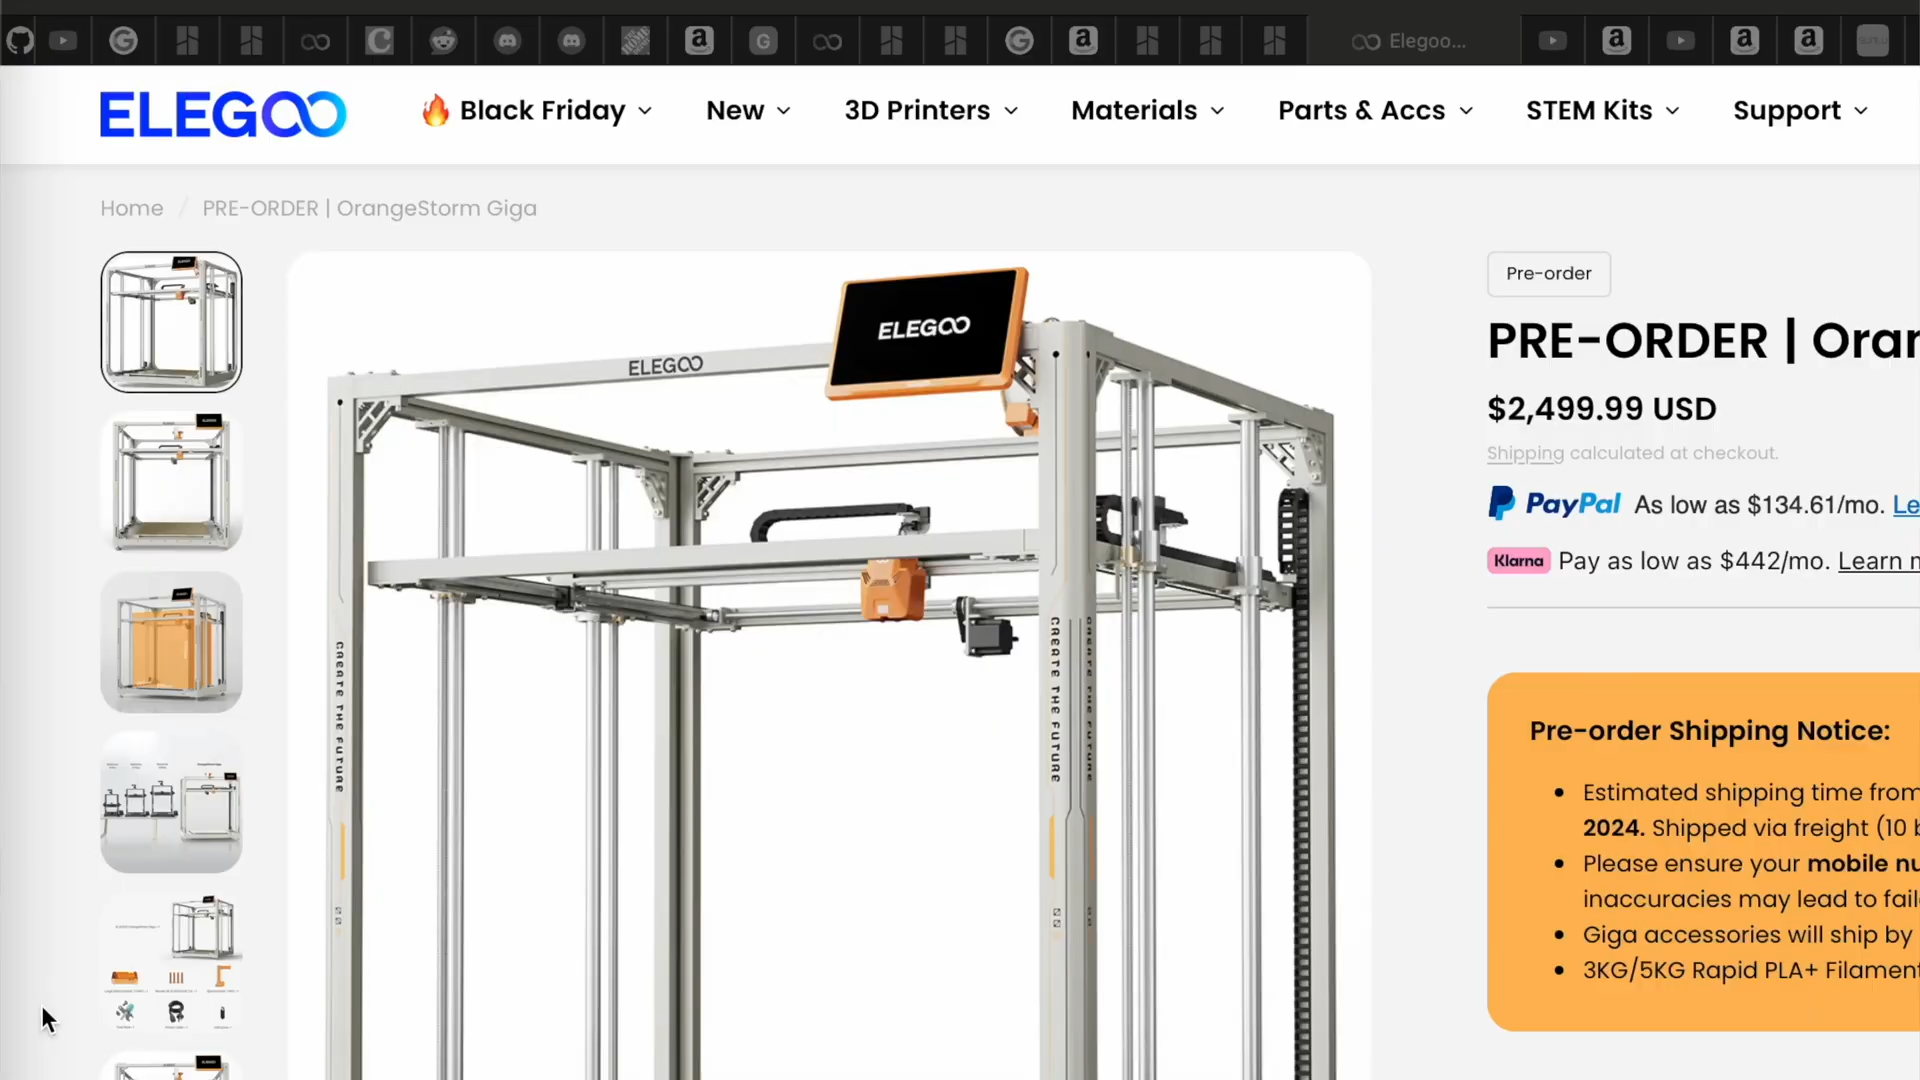 Elegoo...
ELEGOO
🔥 Black Friday
New
3D Printers
Materials
Parts & Accs
STEM Kits
Support
Home / PRE-ORDER | OrangeStorm Giga
ELEGOO
ELEGOO
CREATE THE FUTURE
CREATE THE FUTURE
CREATE THE FUTURE
Pre-order
PRE-ORDER | Oran
$2,499.99 USD
Shipping calculated at checkout.
PayPal As low as $134.61/mo. Le
Klarna Pay as low as $442/mo. Learn
Pre-order Shipping Notice:
• Estimated shipping time from
2024. Shipped via freight (10 b
• Please ensure your mobile nu
inaccuracies may lead to fail
• Giga accessories will ship by
• 3KG/5KG Rapid PLA+ Filament